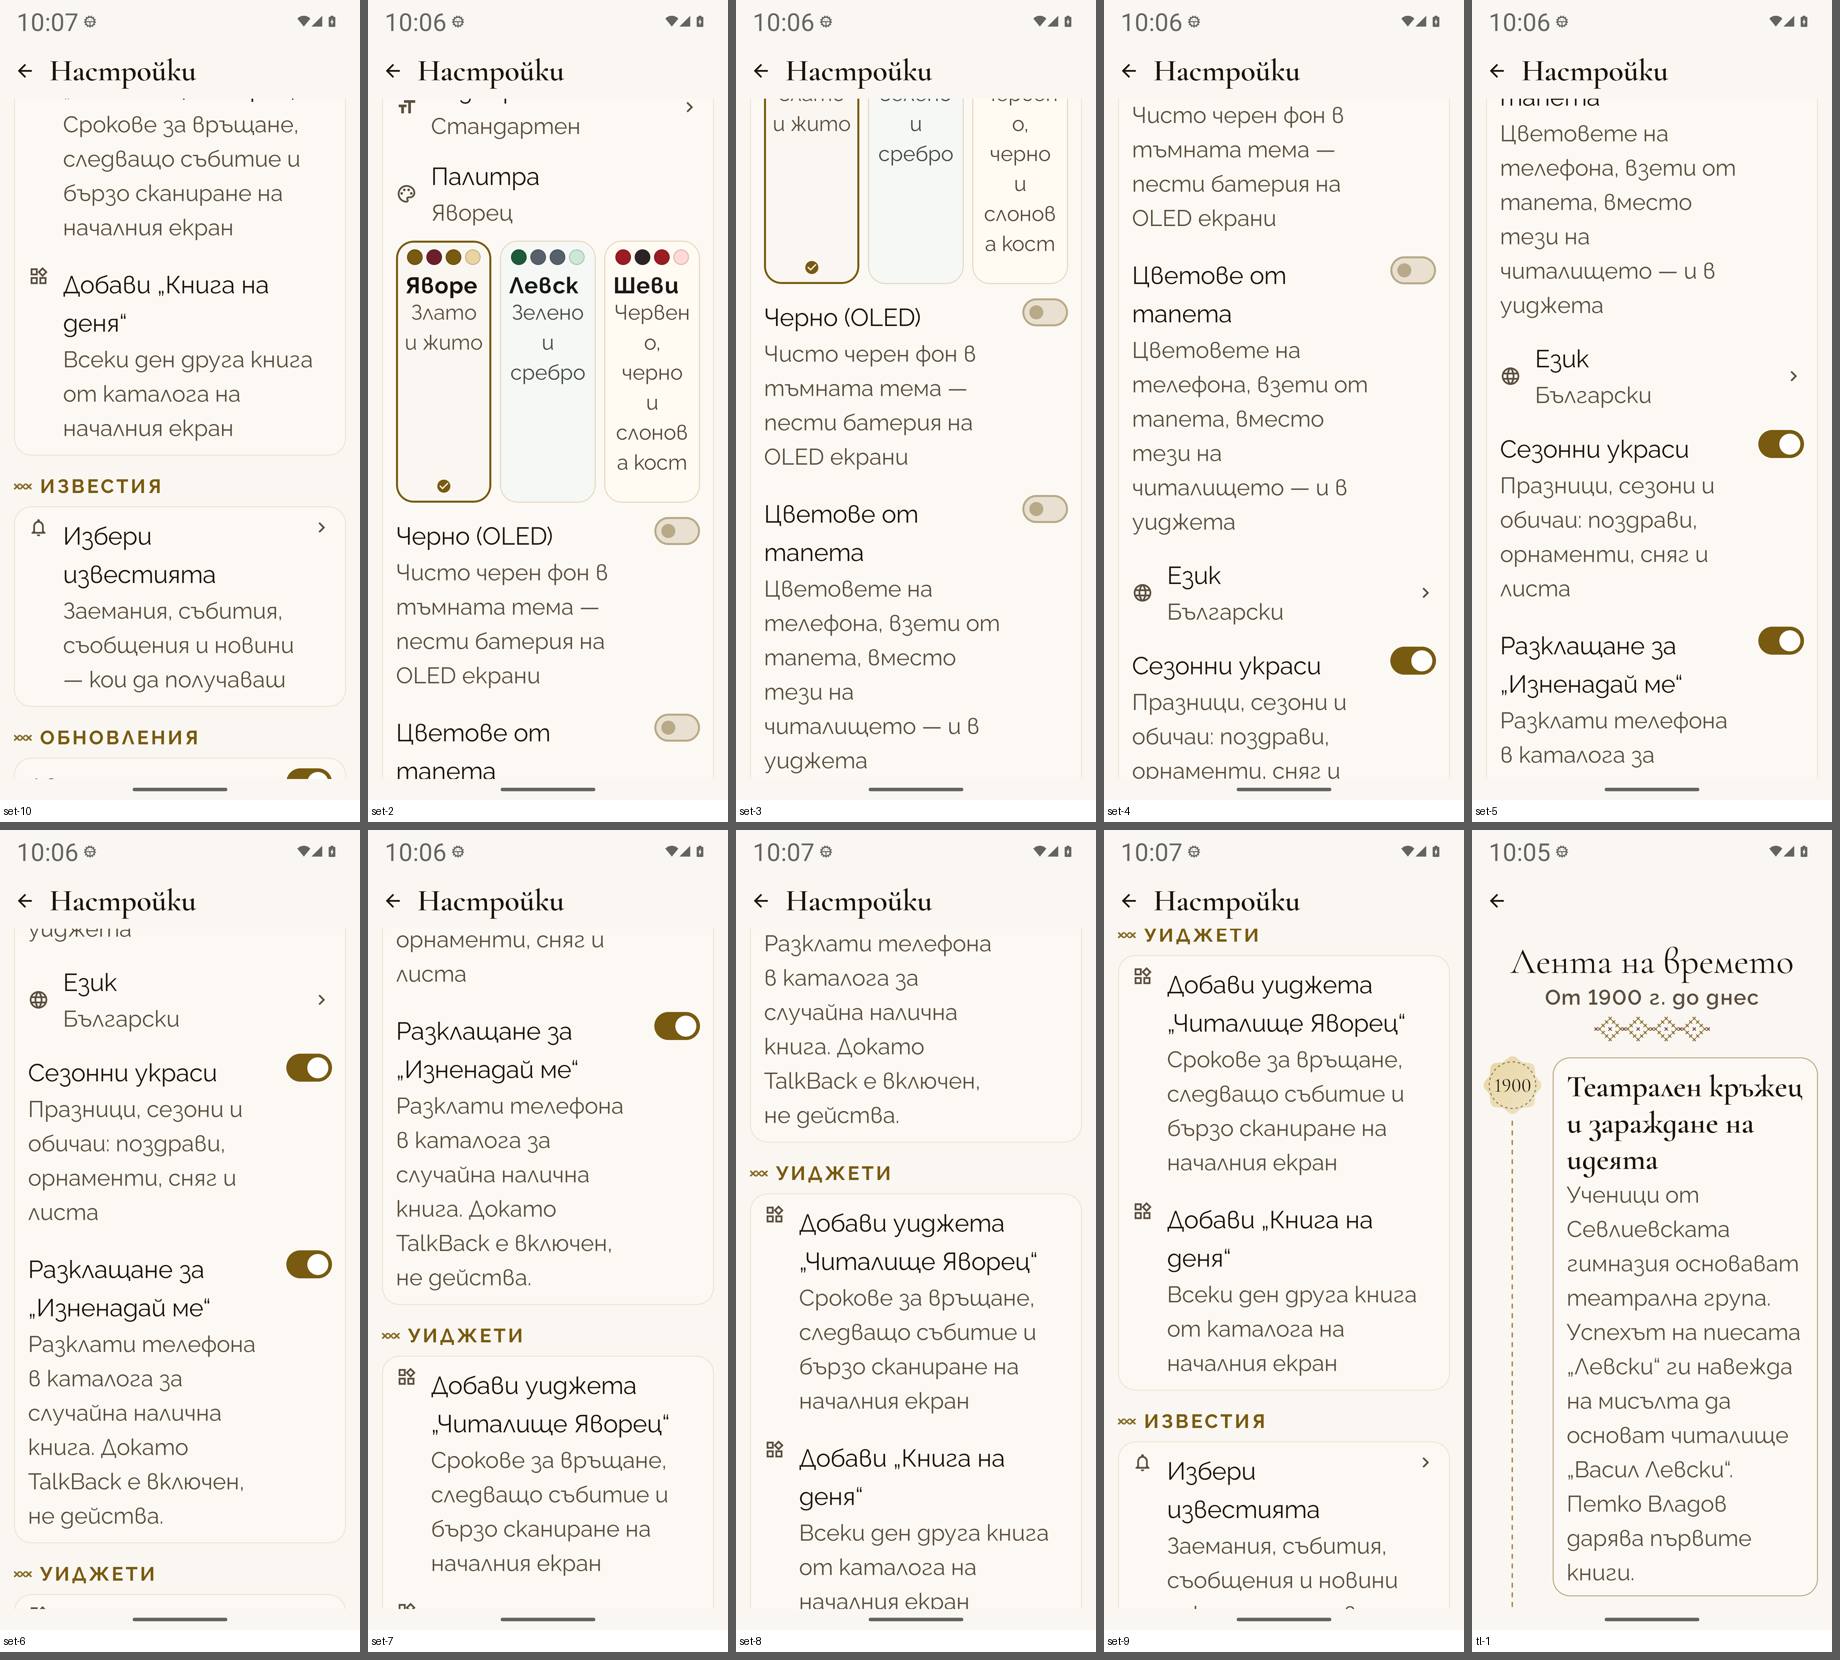 10:07
Настройки
Срокове за връщане,
следващо събитие и
бързо сканиране на
началния екран
Добави „Книга на
деня“
Всеки ден друга книга
от каталога на
началния екран
ИЗВЕСТИЯ
Избери
известията
Заемания, събития,
съобщения и новини
— кои да получаваш
ОБНОВЛЕНИЯ
set-10
10:06
Настройки
Стандартен
Палитра
Яворец
Яворе
Злато
и жито
Левск
Зелено
и
сребро
Шеви
Червен
о,
черно
и
слонов
а кост
Черно (OLED)
Чисто черен фон в
тъмната тема —
пести батерия на
OLED екрани
Цветове от
тапета
set-2
10:06
Настройки
Злато
и жито
Зелено
и
сребро
Червен
о,
черно
и
слонов
а кост
Черно (OLED)
Чисто черен фон в
тъмната тема —
пести батерия на
OLED екрани
Цветове от
тапета
Цветовете на
телефона, взети от
тапета, вместо
тези на
читалището — и в
уиджета
set-3
10:06
Настройки
Чисто черен фон в
тъмната тема —
пести батерия на
OLED екрани
Цветове от
тапета
Цветовете на
телефона, взети от
тапета, вместо
тези на
читалището — и в
уиджета
Език
Български
Сезонни украси
Празници, сезони и
обичаи: поздрави,
орнаменти, сняг и
set-4
10:06
Настройки
тапета
Цветовете на
телефона, взети от
тапета, вместо
тези на
читалището — и в
уиджета
Език
Български
Сезонни украси
Празници, сезони и
обичаи: поздрави,
орнаменти, сняг и
листа
Разклащане за
„Изненадай ме“
Разклати телефона
в каталога за
set-5
10:06
Настройки
уиджета
Език
Български
Сезонни украси
Празници, сезони и
обичаи: поздрави,
орнаменти, сняг и
листа
Разклащане за
„Изненадай ме“
Разклати телефона
в каталога за
случайна налична
книга. Докато
TalkBack е включен,
не действа.
УИДЖЕТИ
set-6
10:06
Настройки
орнаменти, сняг и
листа
Разклащане за
„Изненадай ме“
Разклати телефона
в каталога за
случайна налична
книга. Докато
TalkBack е включен,
не действа.
УИДЖЕТИ
Добави уиджета
„Читалище Яворец“
Срокове за връщане,
следващо събитие и
бързо сканиране на
началния екран
set-7
10:07
Настройки
Разклати телефона
в каталога за
случайна налична
книга. Докато
TalkBack е включен,
не действа.
УИДЖЕТИ
Добави уиджета
„Читалище Яворец“
Срокове за връщане,
следващо събитие и
бързо сканиране на
началния екран
Добави „Книга на
деня“
Всеки ден друга книга
от каталога на
началния екран
set-8
10:07
Настройки
УИДЖЕТИ
Добави уиджета
„Читалище Яворец“
Срокове за връщане,
следващо събитие и
бързо сканиране на
началния екран
Добави „Книга на
деня“
Всеки ден друга книга
от каталога на
началния екран
ИЗВЕСТИЯ
Избери
известията
Заемания, събития,
съобщения и новини
set-9
10:05
Лента на времето
От 1900 г. до днес
1900
Театрален кръжец
и зараждане на
идеята
Ученици от
Севлиевската
гимназия основават
театрална група.
Успехът на пиесата
„Левски“ ги навежда
на мисълта да
основат читалище
„Васил Левски“.
Петко Владов
дарява първите
книги.
tl-1